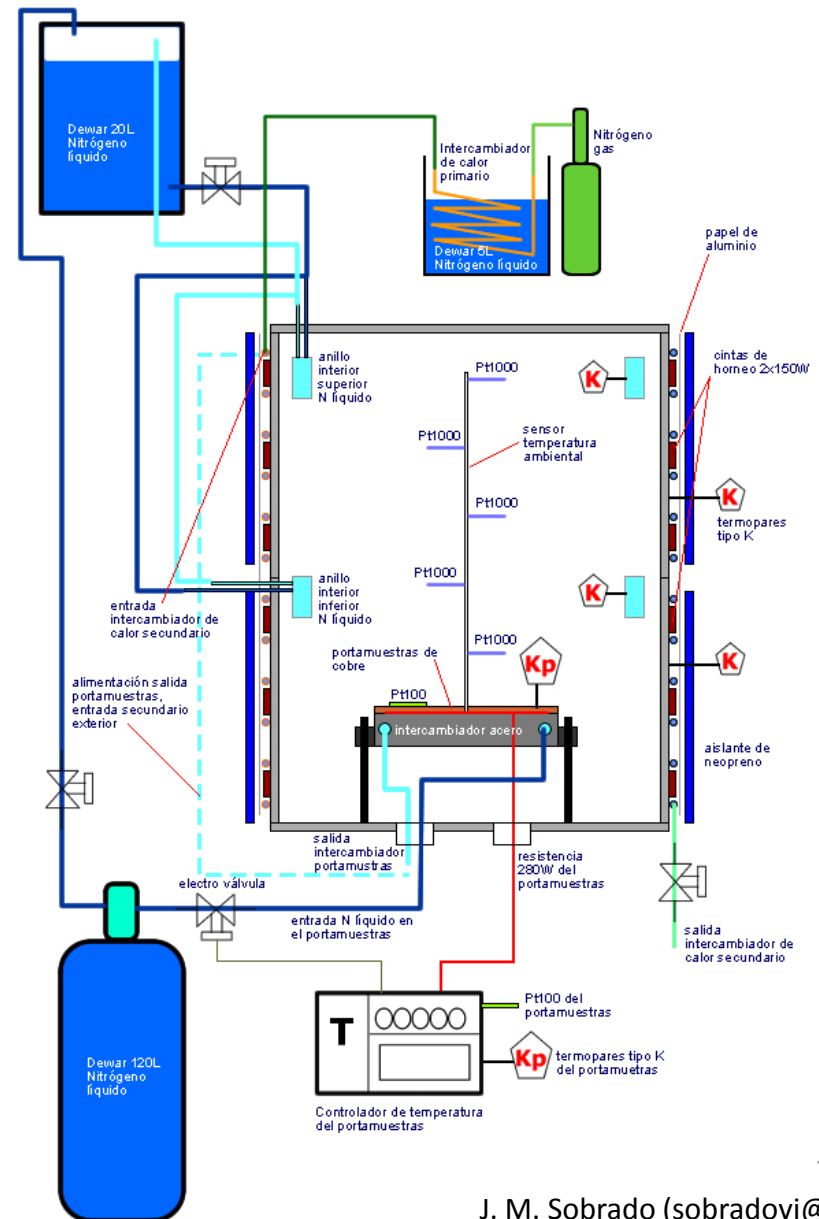 Dewar 20L
Nitrógeno
líquido
Intercambiador
de calor
primario
Nitrógeno
gas
Dewar 5L
Nitrógeno líquido
papel de
aluminio
cintas de
horneo 2x150W
anillo
interior
superior
N líquido
Pt1000
K
Pt1000
sensor
temperatura
ambiental
K
termopares
tipo K
Pt1000
anillo
interior
inferior
N líquido
Pt1000
K
entrada
intercambiador de
calor secundario
Pt1000
portamuestras de
cobre
Kp
K
alimentación salida
portamuestras,
entrada secundario
exterior
Pt100
intercambiador acero
aislante de
neopreno
salida
intercambiador
portamustras
resistencia
280W del
portamuestras
electro válvula
entrada N líquido en
el portamuestras
salida
intercambiador de
calor secundario
T
Pt100 del
portamuestras
Kp
termopares tipo K
del portamuetras
Dewar 120L
Nitrógeno
líquido
Controlador de temperatura
del portamuestras
J. M. Sobrado (sobradovi@